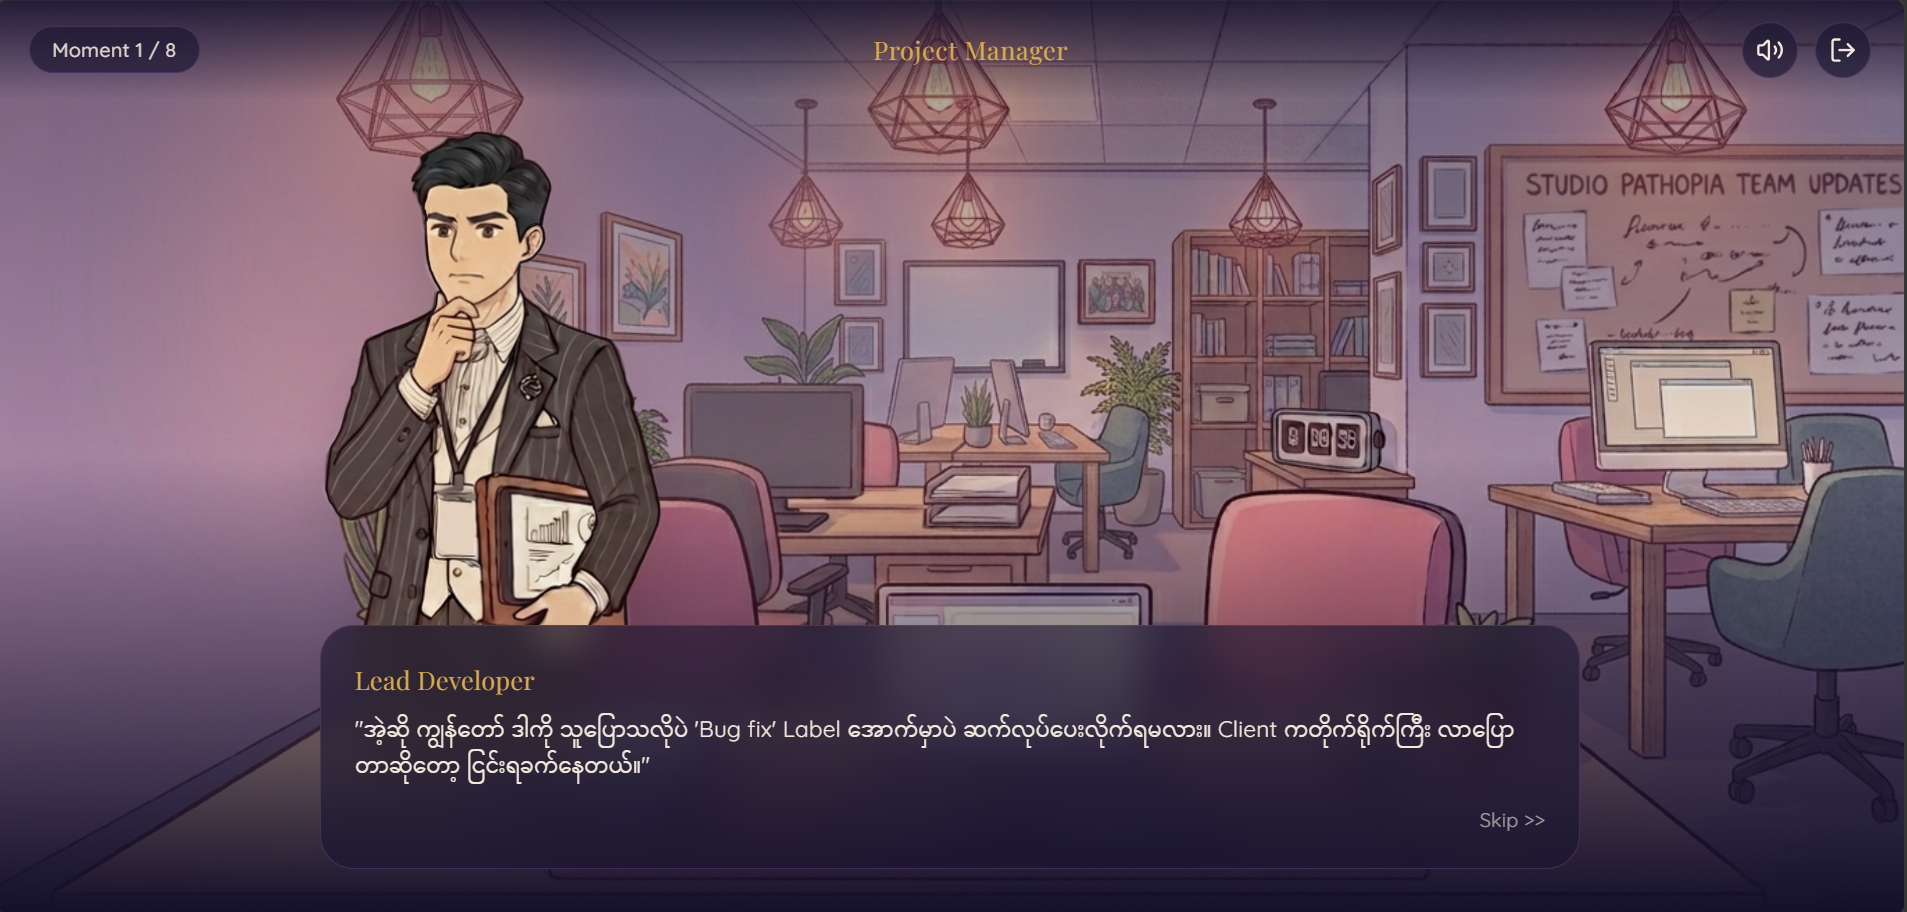 Moment 1 / 8
Project Manager
STUDIO PATHOPIA TEAM UPDATES
Lead Developer
"အဲ့ဆို ကျွန်တော် ဒါကို သူပြောသလိုပဲ 'Bug fix' Label အောက်မှာပဲ ဆက်လုပ်ပေးလိုက်ရမလား။ Client ကတိုက်ရိုက်ကြီး လာပြော
တာဆိုတော့ ငြင်းရခက်နေတယ်။"
Skip >>